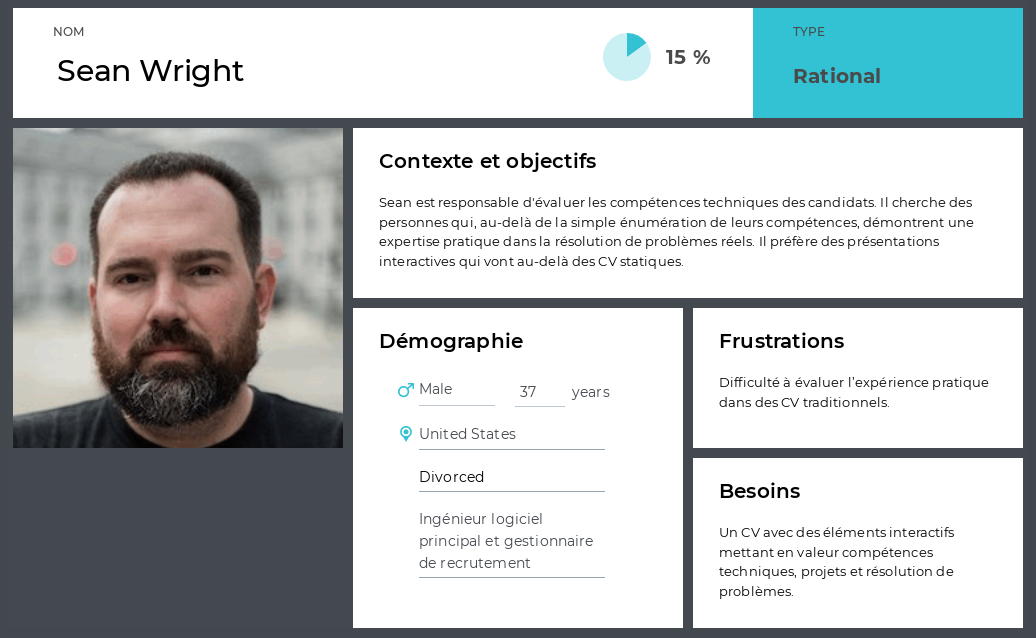 NOM
Sean Wright
15 %
TYPE
Rational
Contexte et objectifs
Sean est responsable d'évaluer les compétences techniques des candidats. Il cherche des
personnes qui, au-delà de la simple énumération de leurs compétences, démontrent une
expertise pratique dans la résolution de problèmes réels. Il préfère des présentations
interactives qui vont au-delà des CV statiques.
Démographie
Male 37 years
United States
Divorced
Ingénieur logiciel
principal et gestionnaire
de recrutement
Frustrations
Difficulté à évaluer l'expérience pratique
dans des CV traditionnels.
Besoins
Un CV avec des éléments interactifs
mettant en valeur compétences
techniques, projets et résolution de
problèmes.